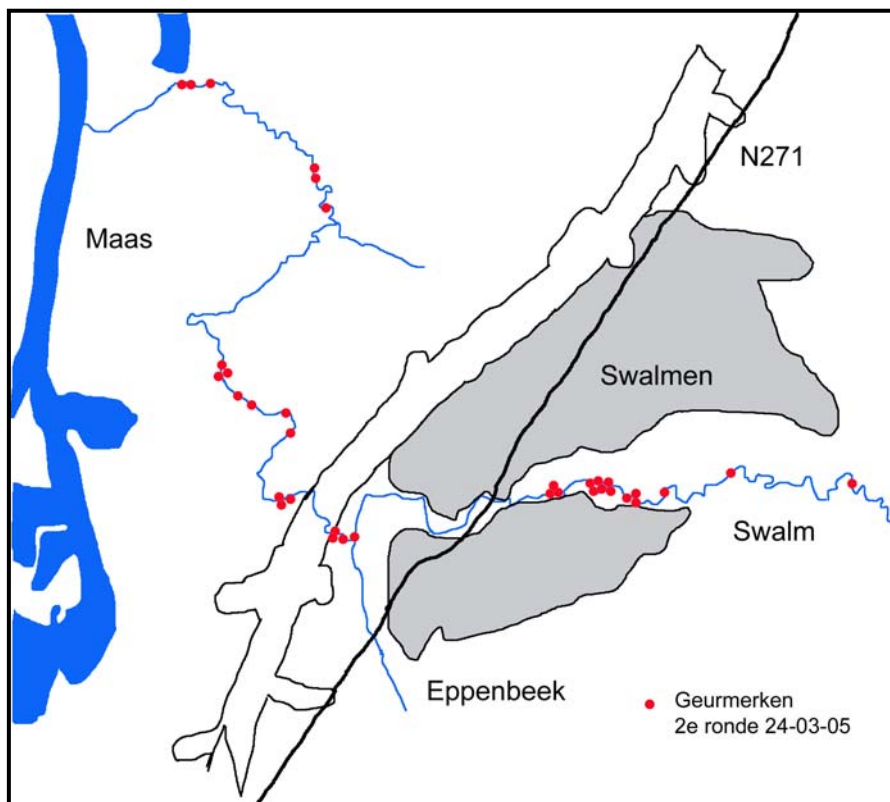 N271
Maas
Swalmen
Swalm
Eppenbeek
Geurmerken
2e ronde 24-03-05